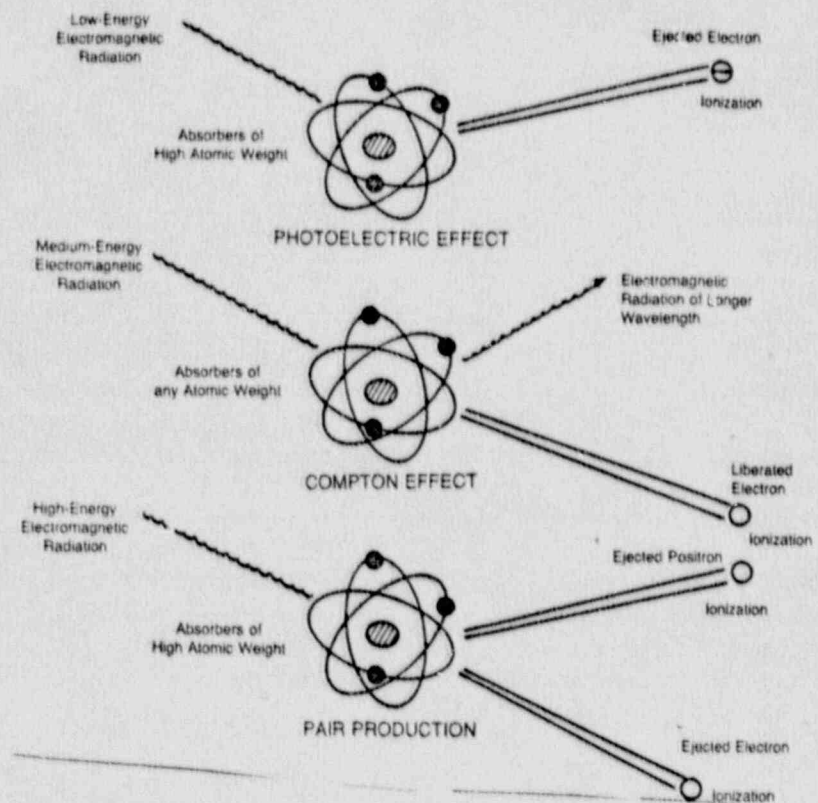 Low-Energy
Electromagnetic
Radiation
Ejected Electron
Ionization
Absorbers of
High Atomic Weight
PHOTOELECTRIC EFFECT
Medium-Energy
Electromagnetic
Radiation
Electromagnetic
Radiation of Longer
Wavelength
Absorbers of
any Atomic Weight
COMPTON EFFECT
Liberated
Electron
Ionization
High-Energy
Electromagnetic
Radiation
Ejected Positron
Ionization
Absorbers of
High Atomic Weight
PAIR PRODUCTION
Ejected Electron
Ionization